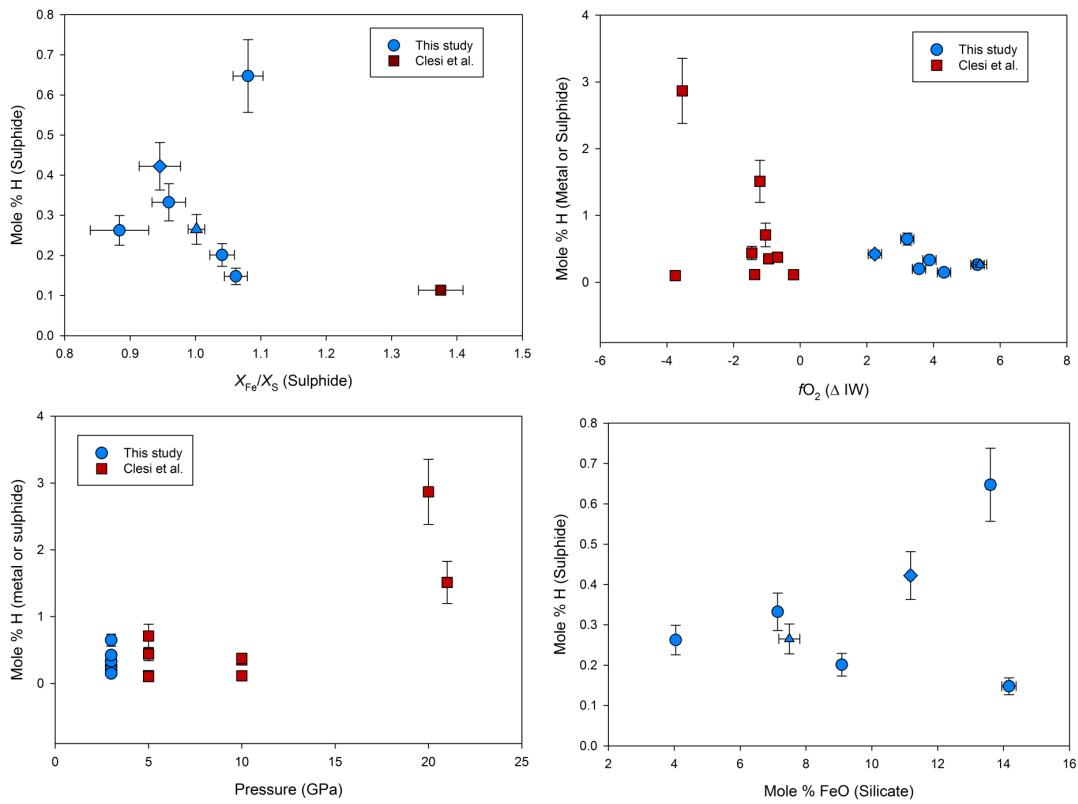 0.8
0.7
0.6
0.5
0.4
0.3
0.2
0.1
0.0
Mole % H (Sulphide)
This study
Clesi et al.
0.8 0.9 1.0 1.1 1.2 1.3 1.4 1.5
XFe/XS (Sulphide)
4
3
2
1
0
Mole % H (Metal or Sulphide)
This study
Clesi et al.
-6 -4 -2 0 2 4 6 8
fO2 (Δ IW)
4
3
2
1
0
Mole % H (metal or sulphide)
This study
Clesi et al.
0 5 10 15 20 25
Pressure (GPa)
0.8
0.7
0.6
0.5
0.4
0.3
0.2
0.1
0.0
Mole % H (Sulphide)
2 4 6 8 10 12 14 16
Mole % FeO (Silicate)